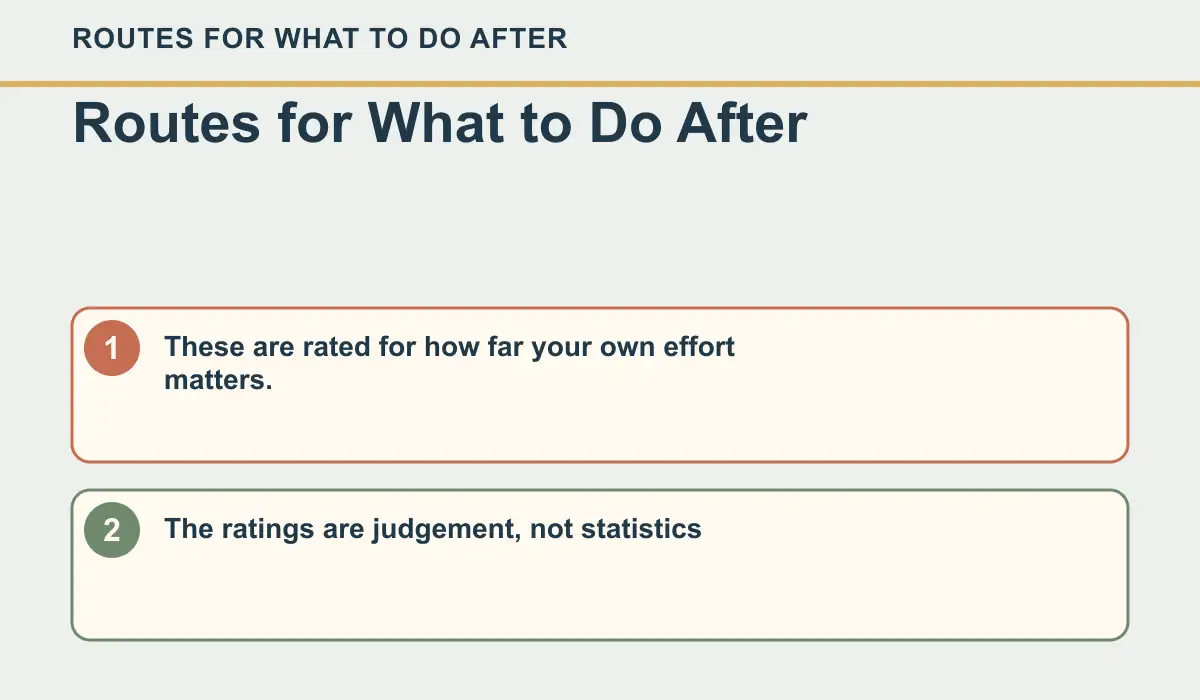 ROUTES FOR WHAT TO DO AFTER
Routes for What to Do After
1
These are rated for how far your own effort
matters.
2
The ratings are judgement, not statistics